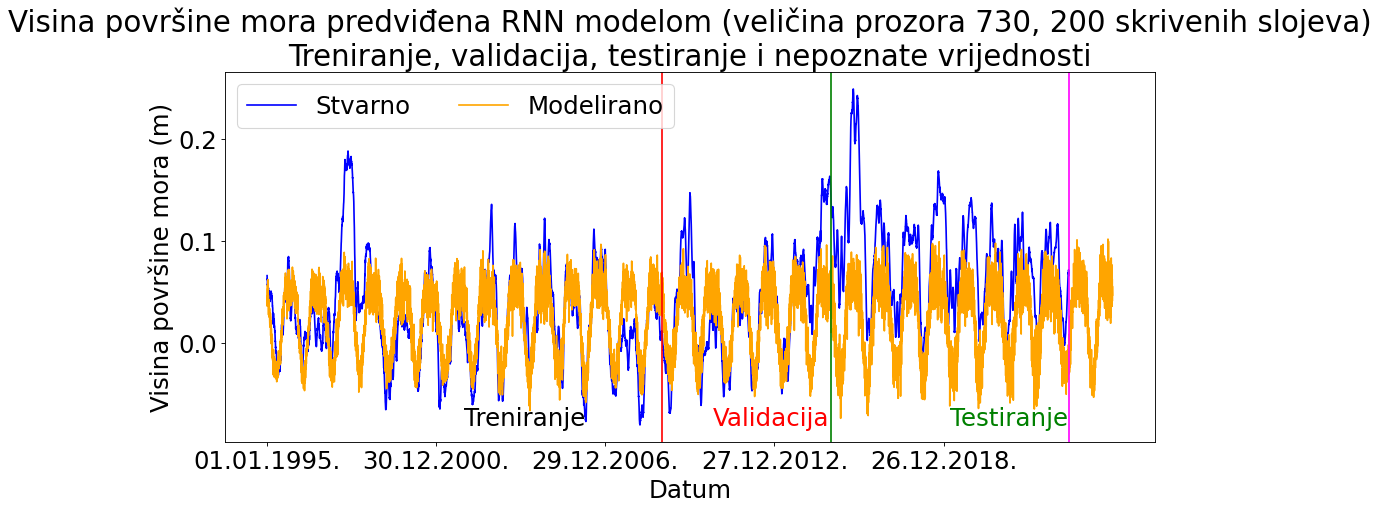 Visina površine mora predviđena RNN modelom (veličina prozora 730, 200 skrivenih slojeva)
Treniranje, validacija, testiranje i nepoznate vrijednosti
Stvarno
Modelirano
Visina površine mora (m)
0.2
0.1
0.0
Treniranje
Validacija
Testiranje
01.01.1995.
30.12.2000.
29.12.2006.
27.12.2012.
26.12.2018.
Datum